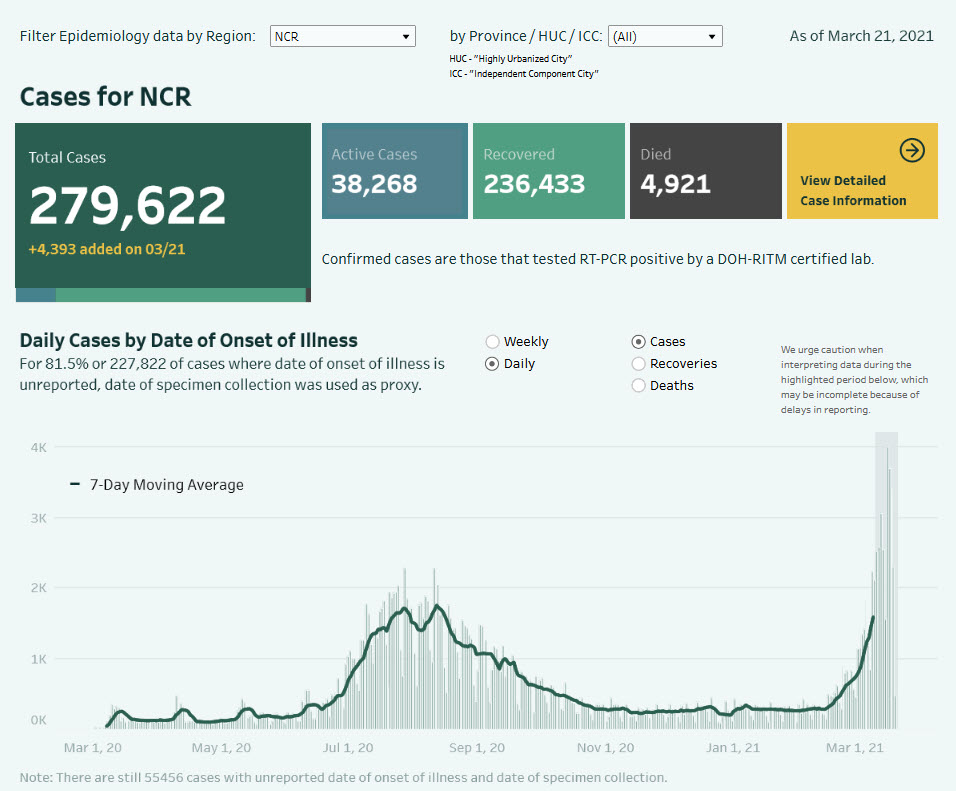 Filter Epidemiology data by Region: NCR by Province / HUC / ICC: (All) As of March 21, 2021
HUC - "Highly Urbanized City"
ICC - "Independent Component City"
Cases for NCR
Total Cases
279,622
+4,393 added on 03/21
Active Cases
38,268
Recovered
236,433
Died
4,921
View Detailed
Case Information
Confirmed cases are those that tested RT-PCR positive by a DOH-RITM certified lab.
Daily Cases by Date of Onset of Illness
For 81.5% or 227,822 of cases where date of onset of illness is
unreported, date of specimen collection was used as proxy.
Weekly
Daily
Cases
Recoveries
Deaths
We urge caution when
interpreting data during the
highlighted period below, which
may be incomplete because of
delays in reporting.
4K
7-Day Moving Average
3K
2K
1K
0K
Mar 1, 20 May 1, 20 Jul 1, 20 Sep 1, 20 Nov 1, 20 Jan 1, 21 Mar 1, 21
Note: There are still 55456 cases with unreported date of onset of illness and date of specimen collection.